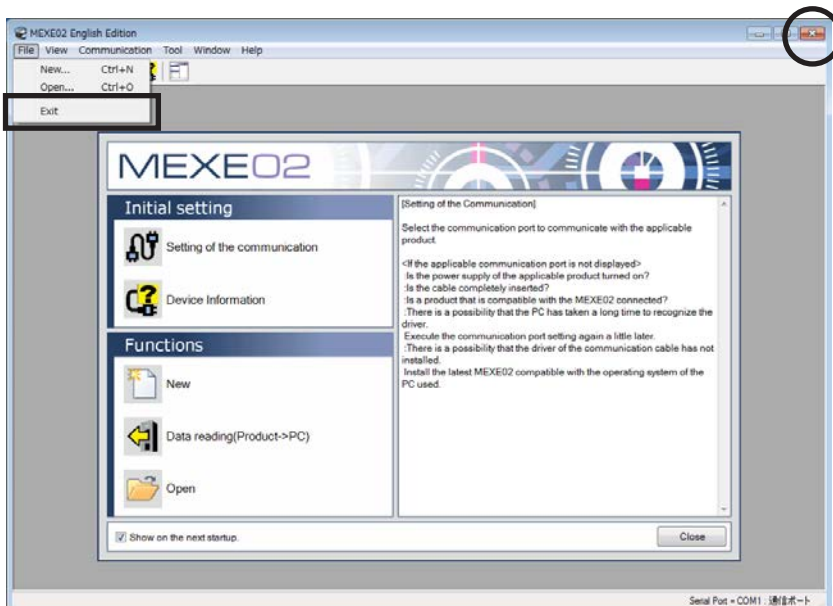 MEXE02 English Edition
File View Communication Tool Window Help
New... Ctrl+N
Open... Ctrl+O
Exit
MEXE02
Initial setting
Setting of the communication
Device Information
Functions
New
Data reading(Product->PC)
Open
[Setting of the Communication]
Select the communication port to communicate with the applicable
product.
<If the applicable communication port is not displayed>
:Is the power supply of the applicable product turned on?
:Is the cable completely inserted?
:Is a product that is compatible with the MEXE02 connected?
:There is a possibility that the PC has taken a long time to recognize the
driver.
Execute the communication port setting again a little later.
:There is a possibility that the driver of the communication cable has not
installed.
Install the latest MEXE02 compatible with the operating system of the
PC used.
Show on the next startup.
Close
Serial Port = COM1 : 通信ポート